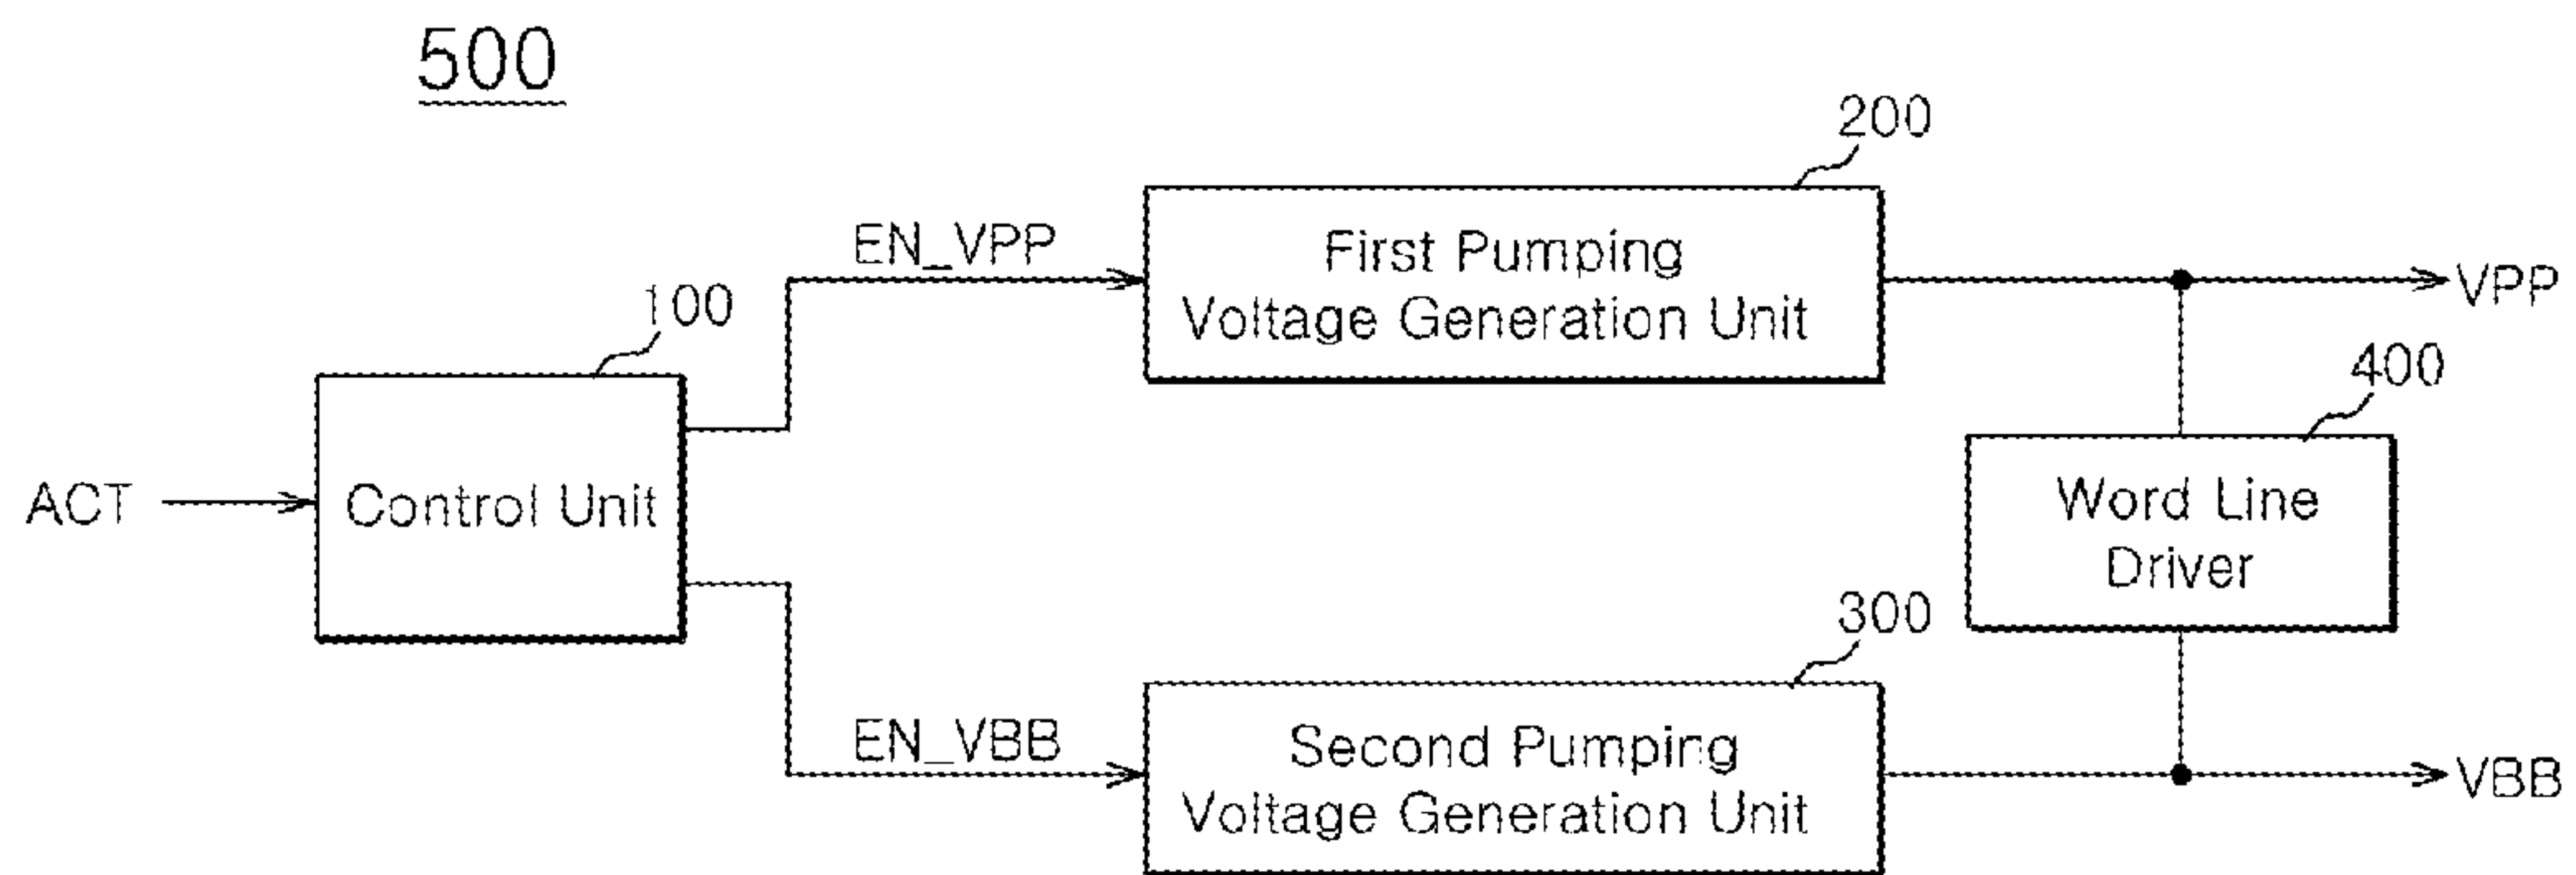 500
200
EN_VPP
First Pumping
Voltage Generation Unit
VPP
100
400
ACT
Control Unit
Word Line
Driver
300
EN_VBB
Second Pumping
Voltage Generation Unit
VBB